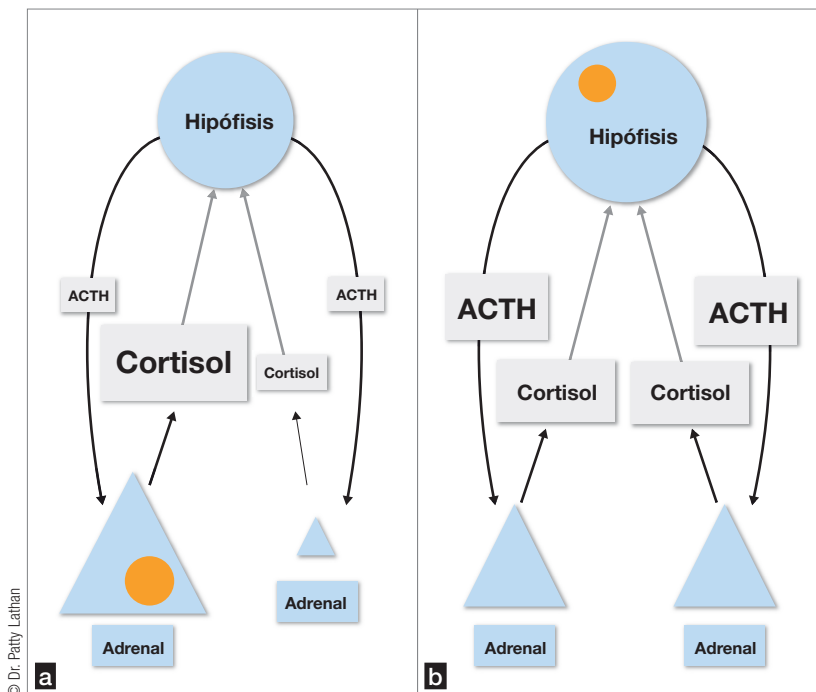 Hipófisis
ACTH
ACTH
Cortisol
Cortisol
Adrenal
Adrenal
a
Hipófisis
ACTH
ACTH
Cortisol
Cortisol
Adrenal
Adrenal
b
© Dr. Patty Lathan